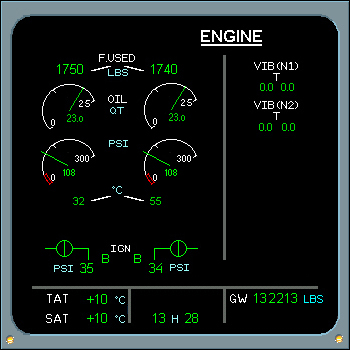 ENGINE
F.USED
1750 LBS 1740
VIB(N1)
T
0.0 0.0
VIB(N2)
T
0.0 0.0
25 OIL 25
0 23.0 QT 0 23.0
PSI
300 300
0 108 0 108
°C
32 55
IGN
B B
PSI 35 34 PSI
TAT +10 °C
SAT +10 °C
13 H 28
GW 132213 LBS